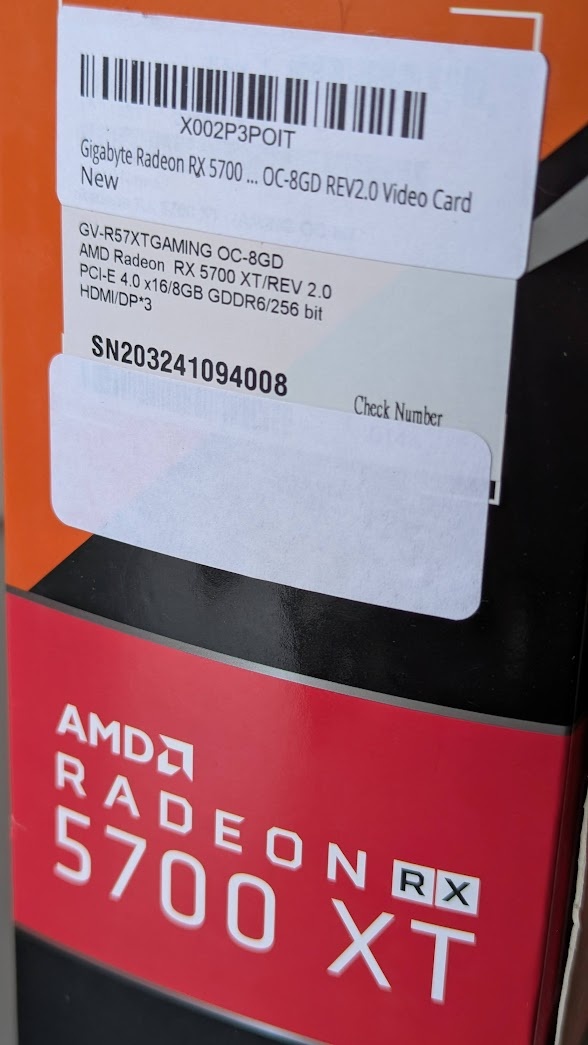 X002P3POIT
Gigabyte Radeon RX 5700 ... OC-8GD REV2.0 Video Card
New
GV-R57XTGAMING OC-8GD
AMD Radeon RX 5700 XT/REV 2.0
PCI-E 4.0 x16/8GB GDDR6/256 bit
HDMI/DP*3
SN203241094008
Check Number
AMD
RADEON RX
5700 XT